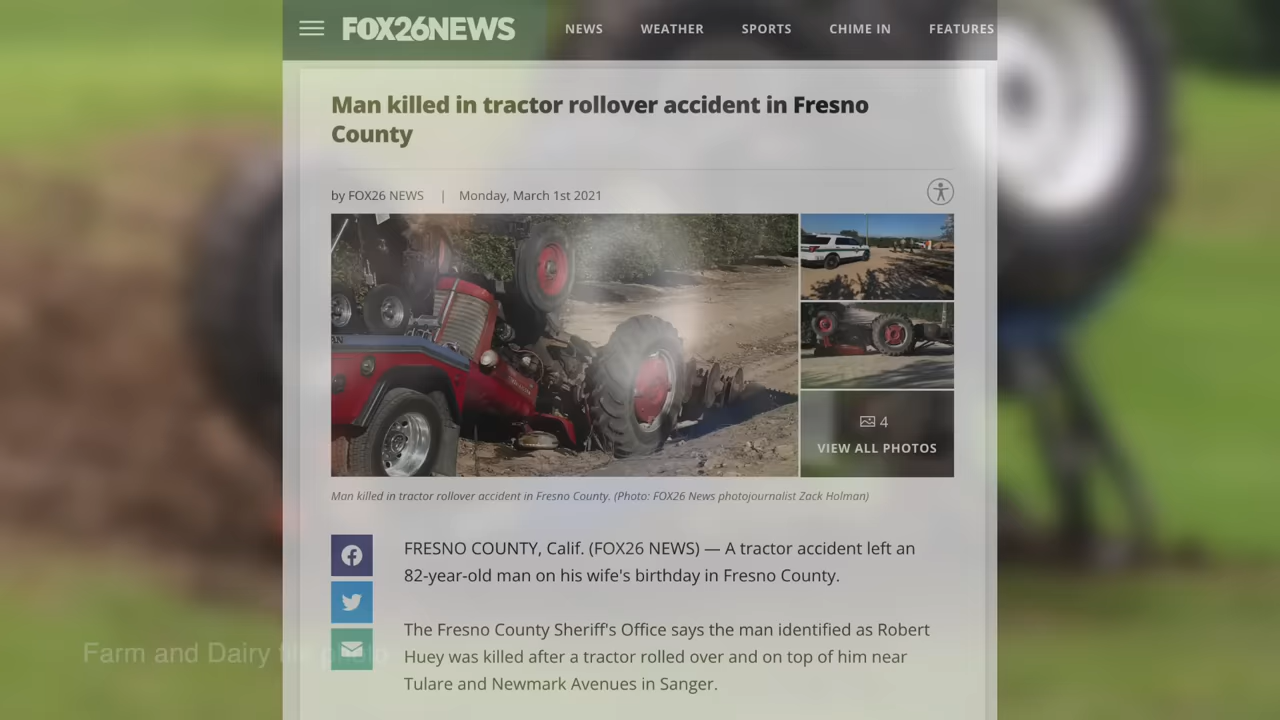 FOX26NEWS NEWS WEATHER SPORTS CHIME IN FEATURES
Man killed in tractor rollover accident in Fresno
County
by FOX26 NEWS | Monday, March 1st 2021
4
VIEW ALL PHOTOS
Man killed in tractor rollover accident in Fresno County. (Photo: FOX26 News photojournalist Zack Holman)
FRESNO COUNTY, Calif. (FOX26 NEWS) — A tractor accident left an
82-year-old man on his wife's birthday in Fresno County.
The Fresno County Sheriff's Office says the man identified as Robert
Huey was killed after a tractor rolled over and on top of him near
Tulare and Newmark Avenues in Sanger.
Farm and Dairy file photo